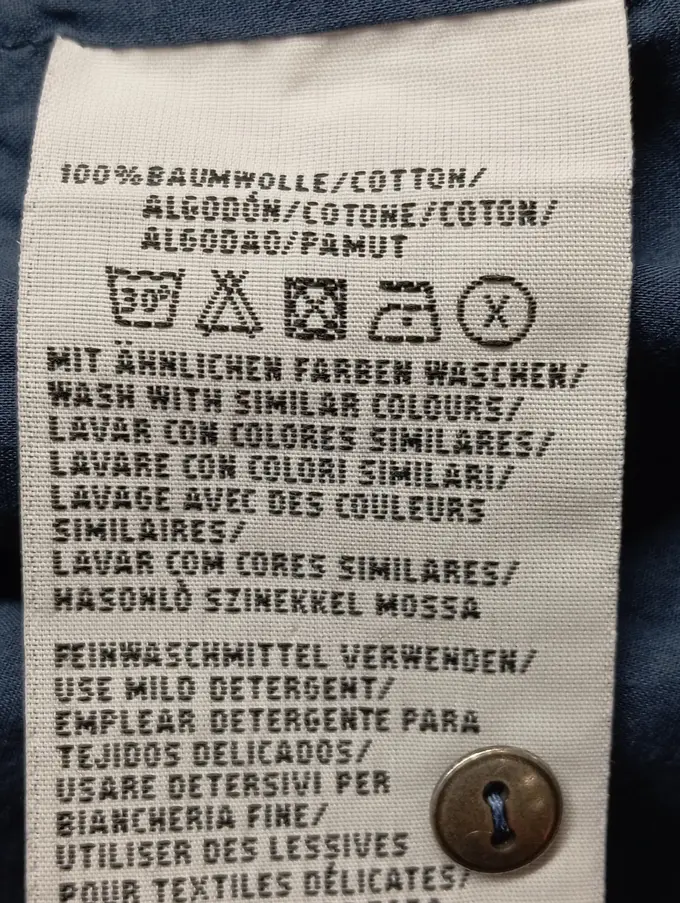 100% BAUMWOLLE/COTTON/
ALGODÓN/COTONE/COTON/
ALGODAO/PAMUT
30°
X
MIT ÄHNLICHEN FARBEN WASCHEN/
WASH WITH SIMILAR COLOURS/
LAVAR CON COLORES SIMILARES/
LAVARE CON COLORI SIMILARI/
LAVAGE AVEC DES COULEURS
SIMILAIRES/
LAVAR COM CORES SIMILARES/
HASONLÒ SZINEKKEL MOSSA
FEINWASCHMITTEL VERWENDEN/
USE MILD DETERGENT/
EMPLEAR DETERGENTE PARA
TEJIDOS DELICADOS/
USARE DETERSIVI PER
BIANCHERIA FINE/
UTILISER DES LESSIVES
POUR TEXTILES DÉLICATES/